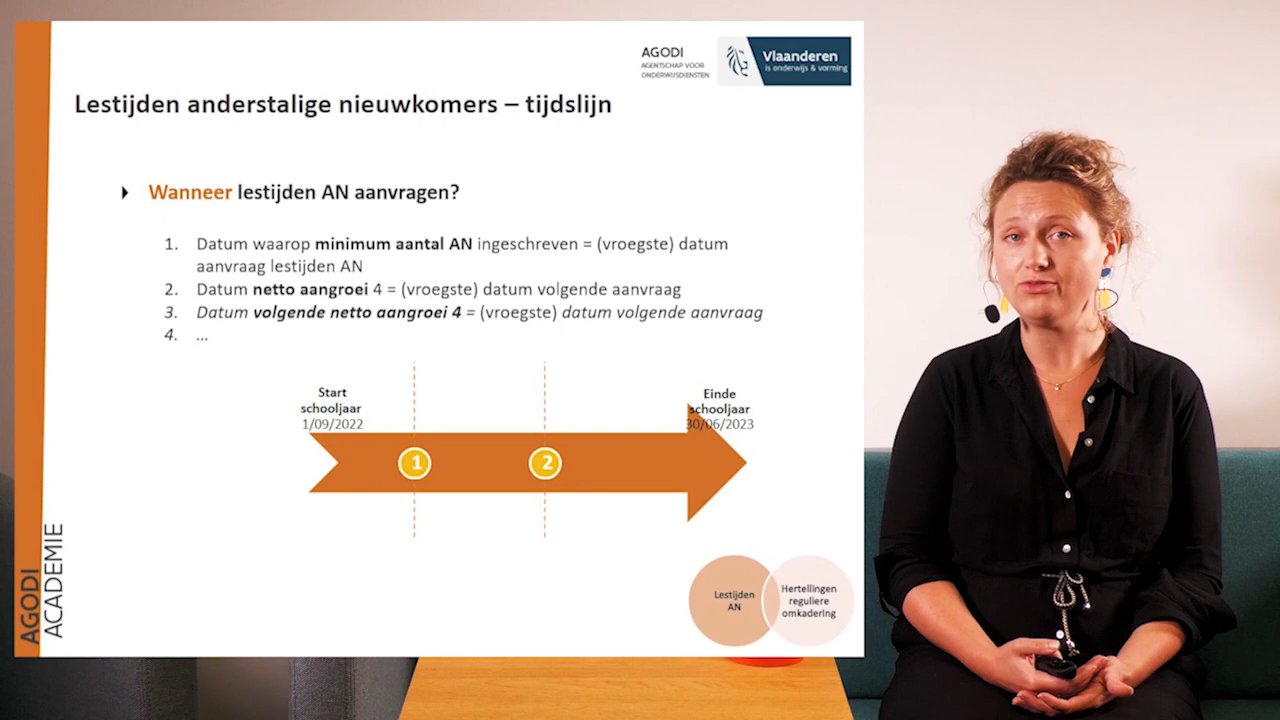 AGODI
AGENTSCHAP VOOR
ONDERWIJSDIENSTEN
Vlaanderen
is onderwijs & vorming
Lestijden anderstalige nieuwkomers – tijdslijn
Wanneer lestijden AN aanvragen?
1. Datum waarop minimum aantal AN ingeschreven = (vroegste) datum
aanvraag lestijden AN
2. Datum netto aangroei 4 = (vroegste) datum volgende aanvraag
3. Datum volgende netto aangroei 4 = (vroegste) datum volgende aanvraag
4. ...
Start
schooljaar
1/09/2022
Einde
schooljaar
30/06/2023
1
2
Lestijden
AN
Hertellingen
reguliere
omkadering
AGODI
ACADEMIE